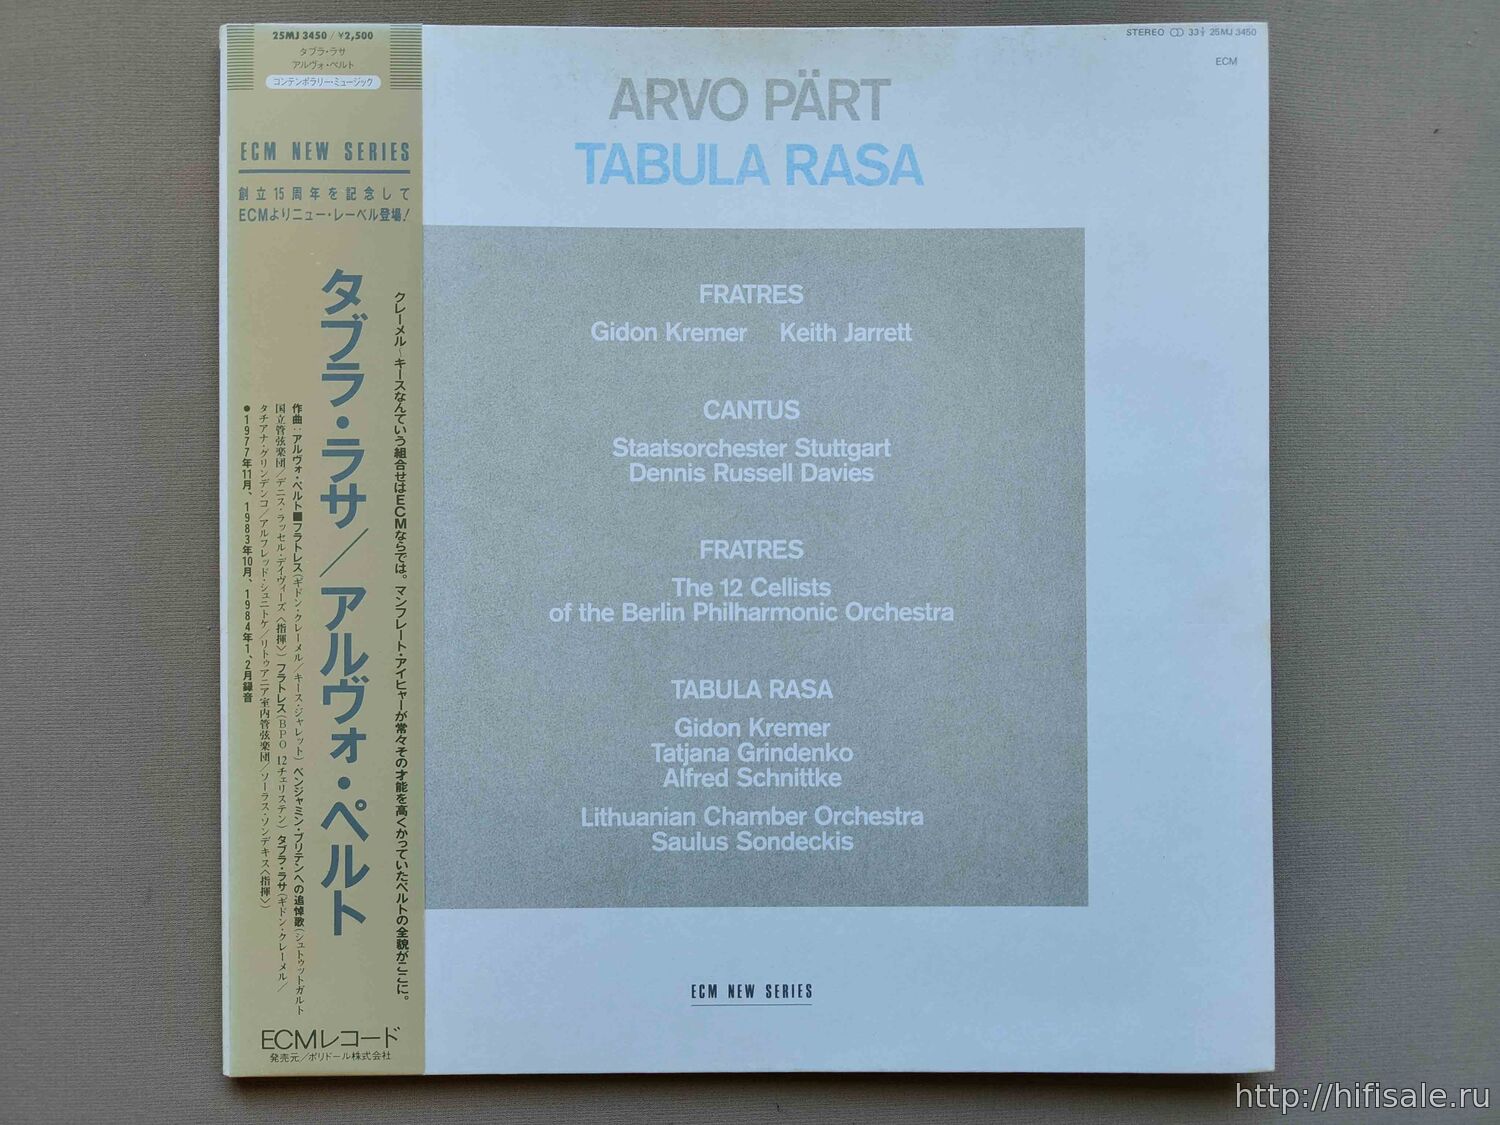 25MJ 3450 / ¥2,500
タブラ・ラサ
アルヴォ・ペルト
コンテンポラリー・ミュージック
ECM NEW SERIES
創立15周年を記念して
ECMよりニュー・レーベル登場!
クレーメル〜キースなんていう組合せはECMならでは。マンフレート・アイヒャーが常々その才能を高くかっていたペルトの全貌がここに。
タブラ・ラサ/アルヴォ・ペルト
作曲:アルヴォ・ペルト■フラトレス(ギドン・クレーメル/キース・ジャレット) ベンジャミン・ブリテンへの追悼歌(シュトゥットガルト
国立管弦楽団/デニス・ラッセル・デイヴィーズ〈指揮〉) フラトレス(BPO 12チェリステン) タブラ・ラサ(ギドン・クレーメル/
タチアナ・グリンデンコ/アルフレッド・シュニトケ/リトゥアニア室内管弦楽団/ソーラス・ソンデキス〈指揮〉)
●1977年11月、1983年10月、1984年1、2月録音
ECMレコード
発売元/ポリドール株式会社
STEREO 33⅓ 25MJ 3450
ECM
ARVO PÄRT
TABULA RASA
FRATRES
Gidon Kremer Keith Jarrett
CANTUS
Staatsorchester Stuttgart
Dennis Russell Davies
FRATRES
The 12 Cellists
of the Berlin Philharmonic Orchestra
TABULA RASA
Gidon Kremer
Tatjana Grindenko
Alfred Schnittke
Lithuanian Chamber Orchestra
Saulus Sondeckis
ECM NEW SERIES
http://hifisale.ru